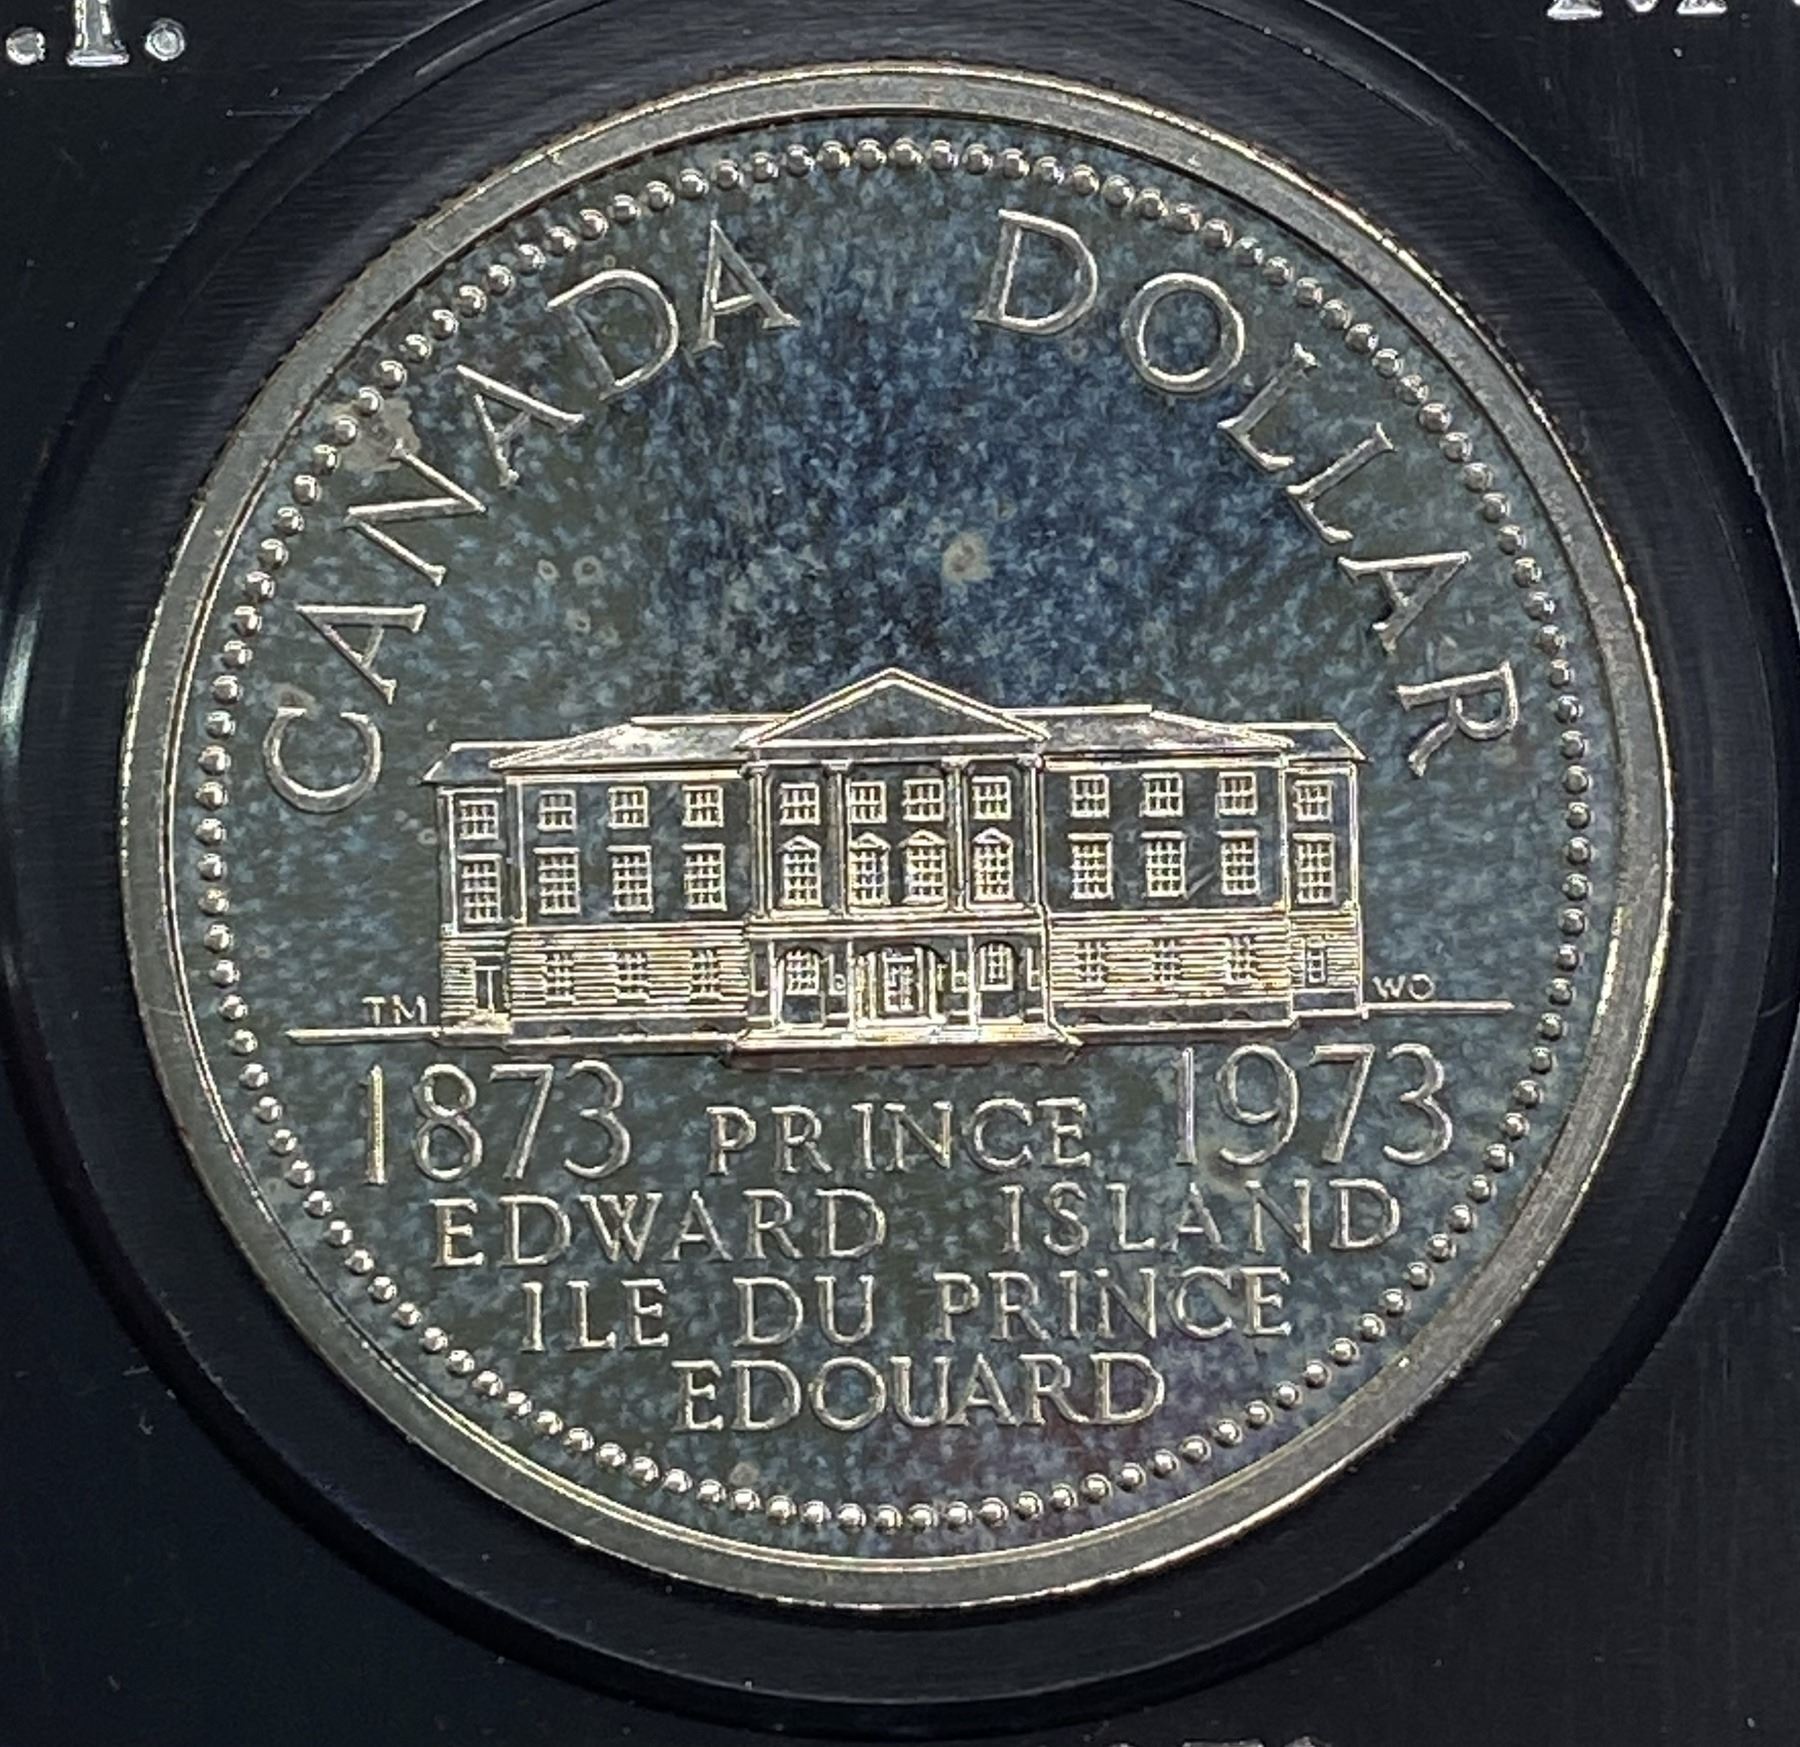 .I.
CANADA DOLLAR
TM
WO
1873 PRINCE 1973
EDWARD ISLAND
ILE DU PRINCE
EDOUARD